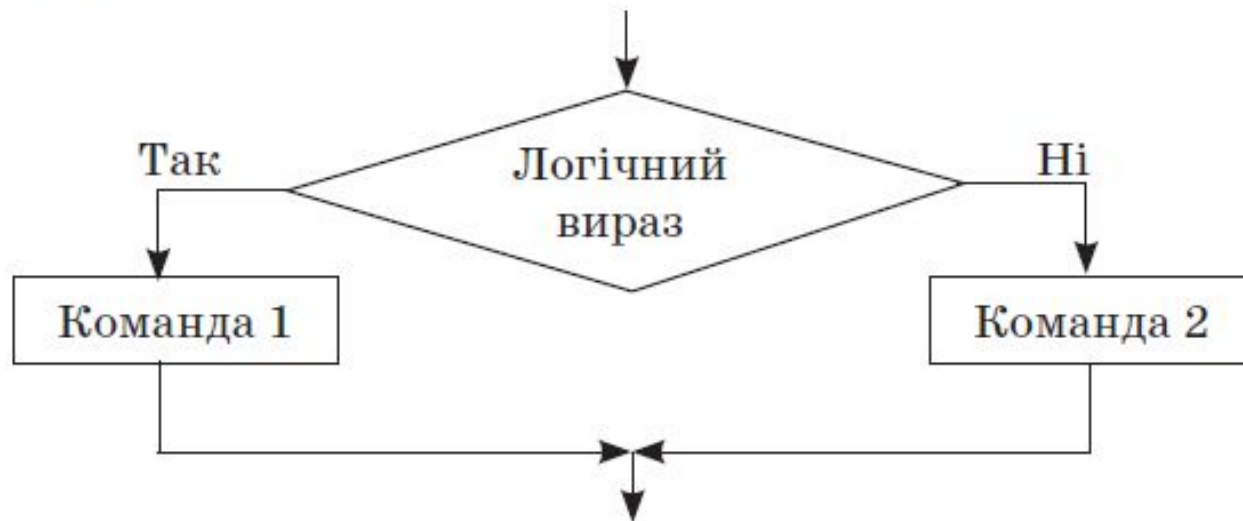 Так
Логічний
вираз
Ні
Команда 1
Команда 2